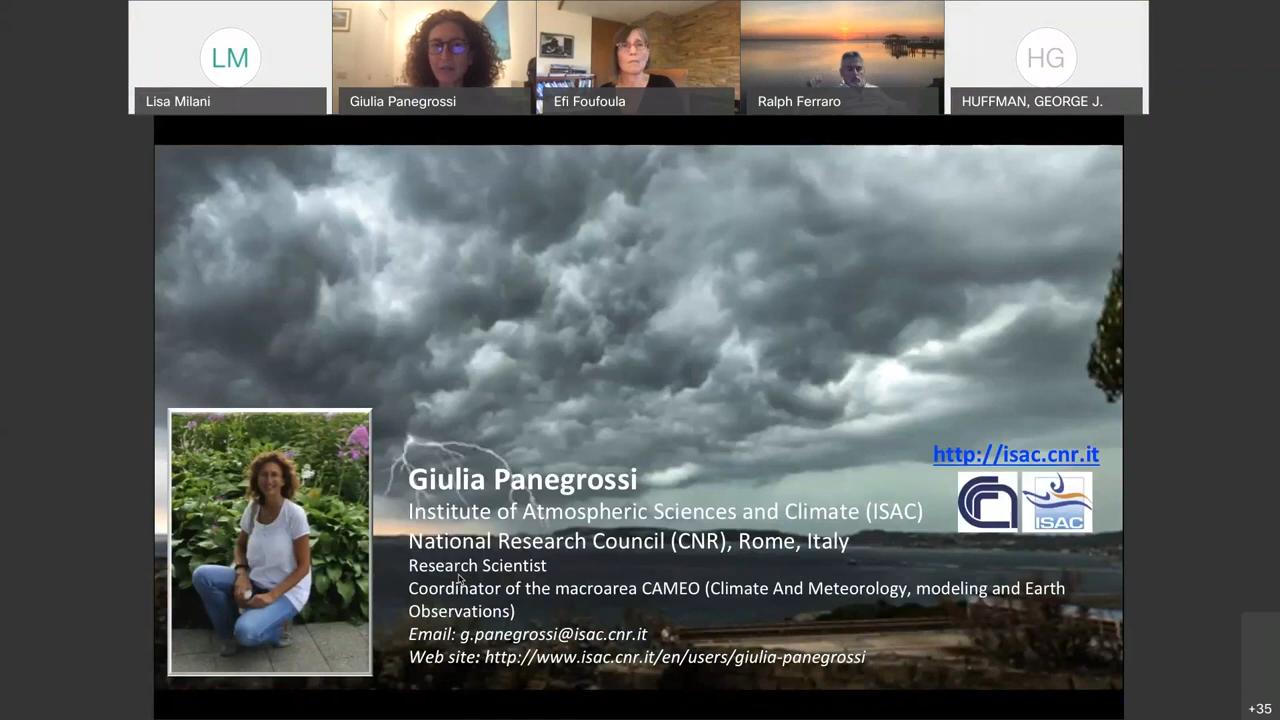 LM
Lisa Milani
Giulia Panegrossi
Efi Foufoula
Ralph Ferraro
HG
HUFFMAN, GEORGE J.
http://isac.cnr.it
ISAC
Giulia Panegrossi
Institute of Atmospheric Sciences and Climate (ISAC)
National Research Council (CNR), Rome, Italy
Research Scientist
Coordinator of the macroarea CAMEO (Climate And Meteorology, modeling and Earth
Observations)
Email: g.panegrossi@isac.cnr.it
Web site: http://www.isac.cnr.it/en/users/giulia-panegrossi
+35